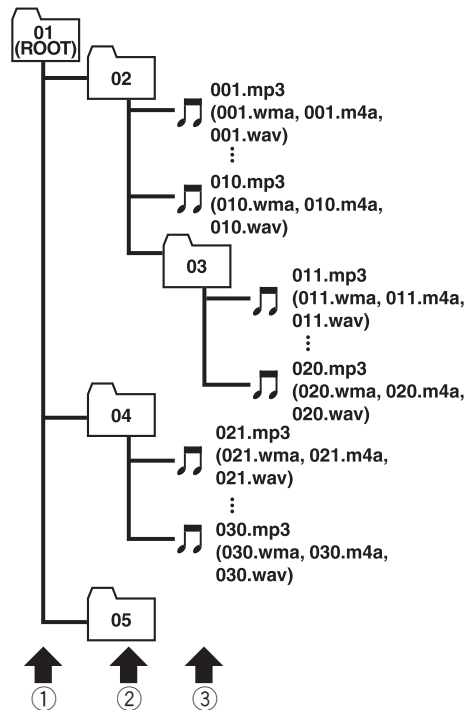 01
(ROOT)
02
001.mp3
(001.wma, 001.m4a,
001.wav)
010.mp3
(010.wma, 010.m4a,
010.wav)
03
011.mp3
(011.wma, 011.m4a,
011.wav)
020.mp3
(020.wma, 020.m4a,
020.wav)
04
021.mp3
(021.wma, 021.m4a,
021.wav)
030.mp3
(030.wma, 030.m4a,
030.wav)
05
① ② ③